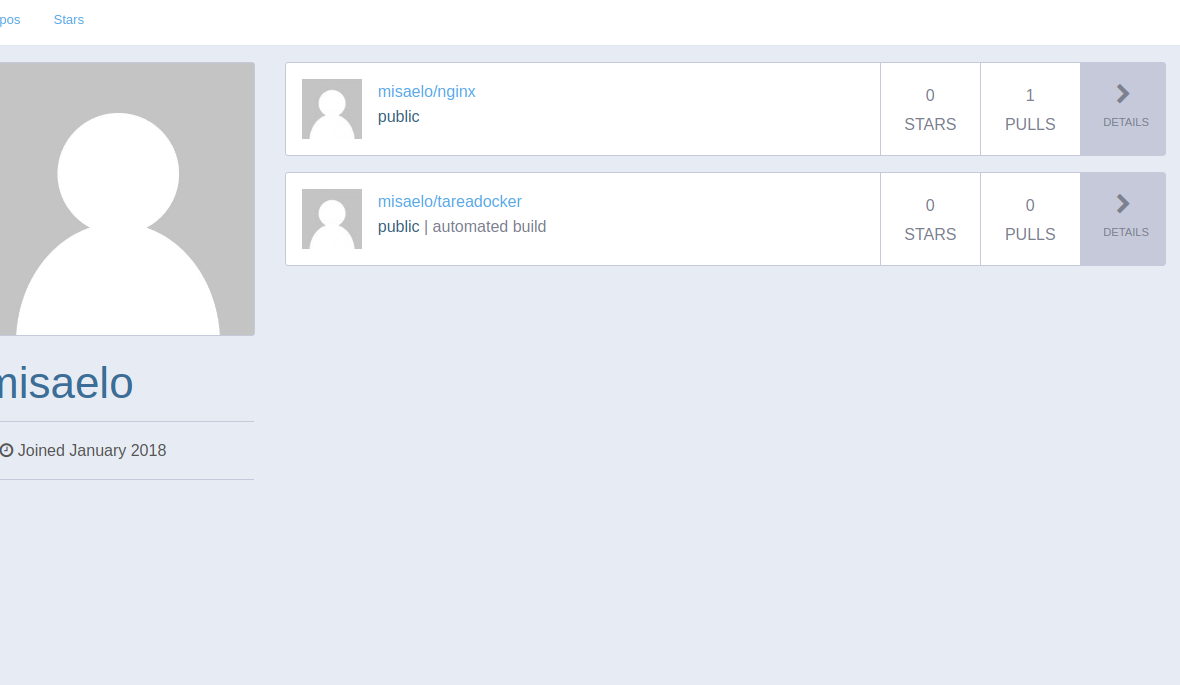 pos Stars
misaelo/nginx
public
0
STARS
1
PULLS
DETAILS
misaelo/tareadocker
public | automated build
0
STARS
0
PULLS
DETAILS
misaelo
Joined January 2018